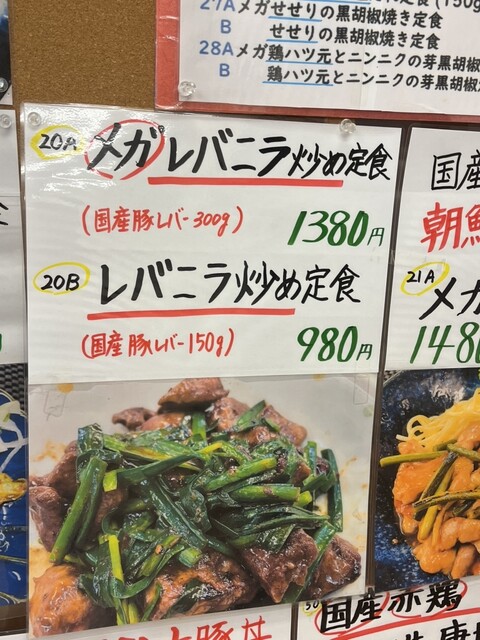 27A メガせせりの黒胡椒焼き定食
B せせりの黒胡椒焼き定食
28A メガ鶏ハツ元とニンニクの芽黒胡椒
B 鶏ハツ元とニンニクの芽黒胡椒
20A メガレバニラ炒め定食
(国産豚レバー300g) 1380円
20B レバニラ炒め定食
(国産豚レバー150g) 980円
国産
朝鮮
21A
メガ
1480
国産赤鶏
豚丼